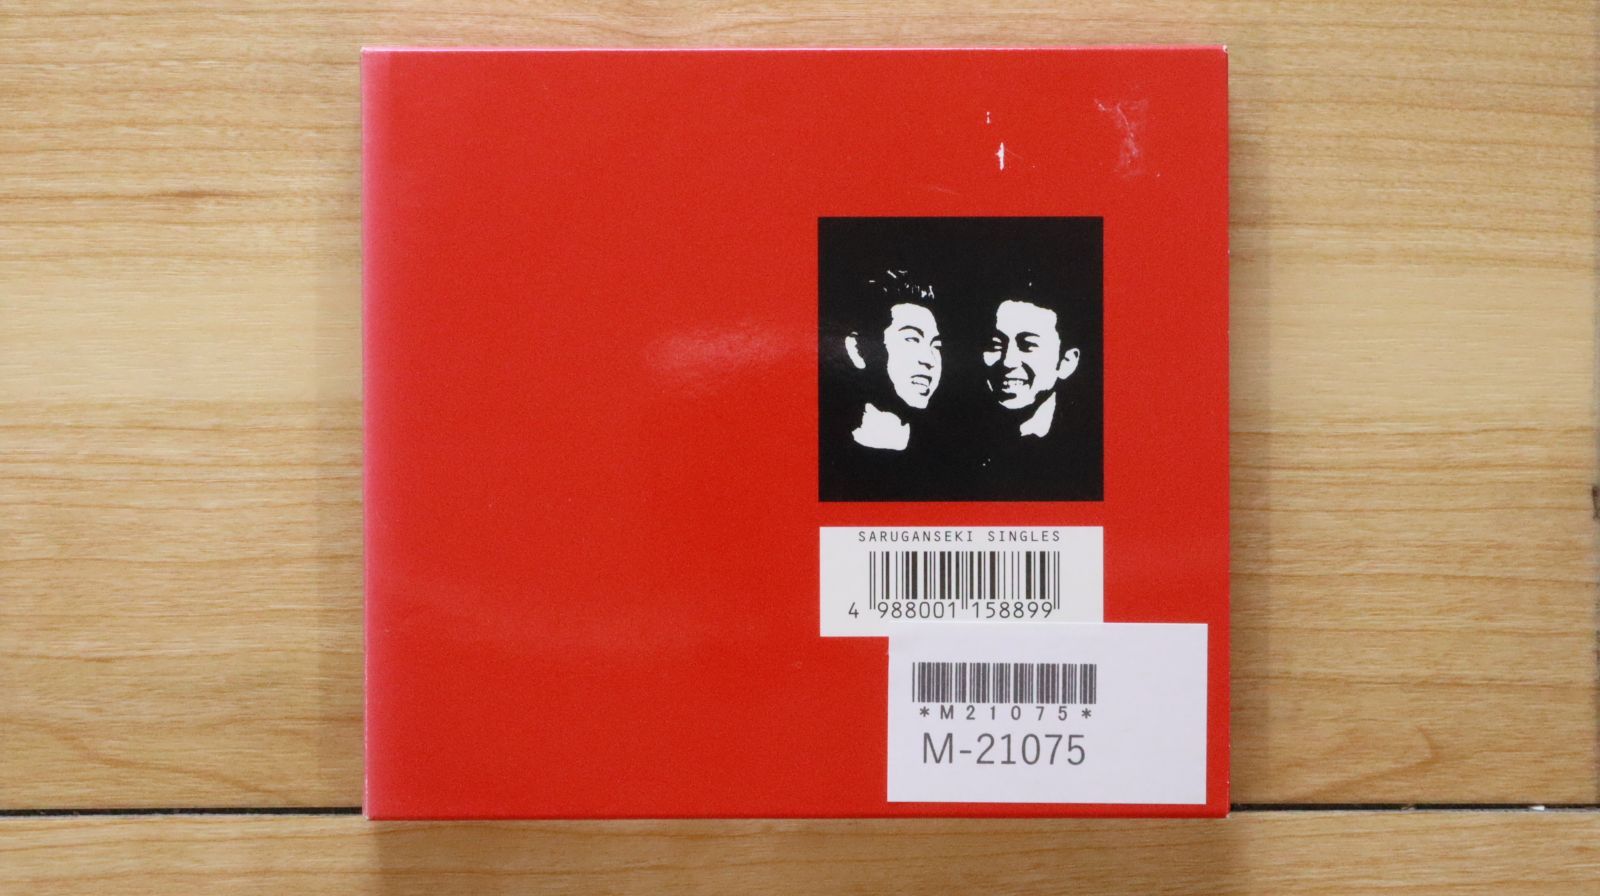 SARUGANSEKI SINGLES
4 988001 158899
*M21075*
M-21075